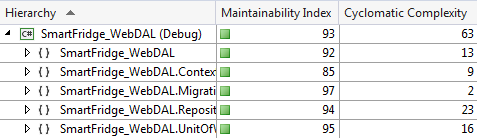 Hierarchy Maintainability Index Cyclomatic Complexity
C# SmartFridge_WebDAL (Debug) 93 63
{ } SmartFridge_WebDAL 92 13
{ } SmartFridge_WebDAL.Contex 85 9
{ } SmartFridge_WebDAL.Migrati 97 2
{ } SmartFridge_WebDAL.Reposit 94 23
{ } SmartFridge_WebDAL.UnitOf 95 16